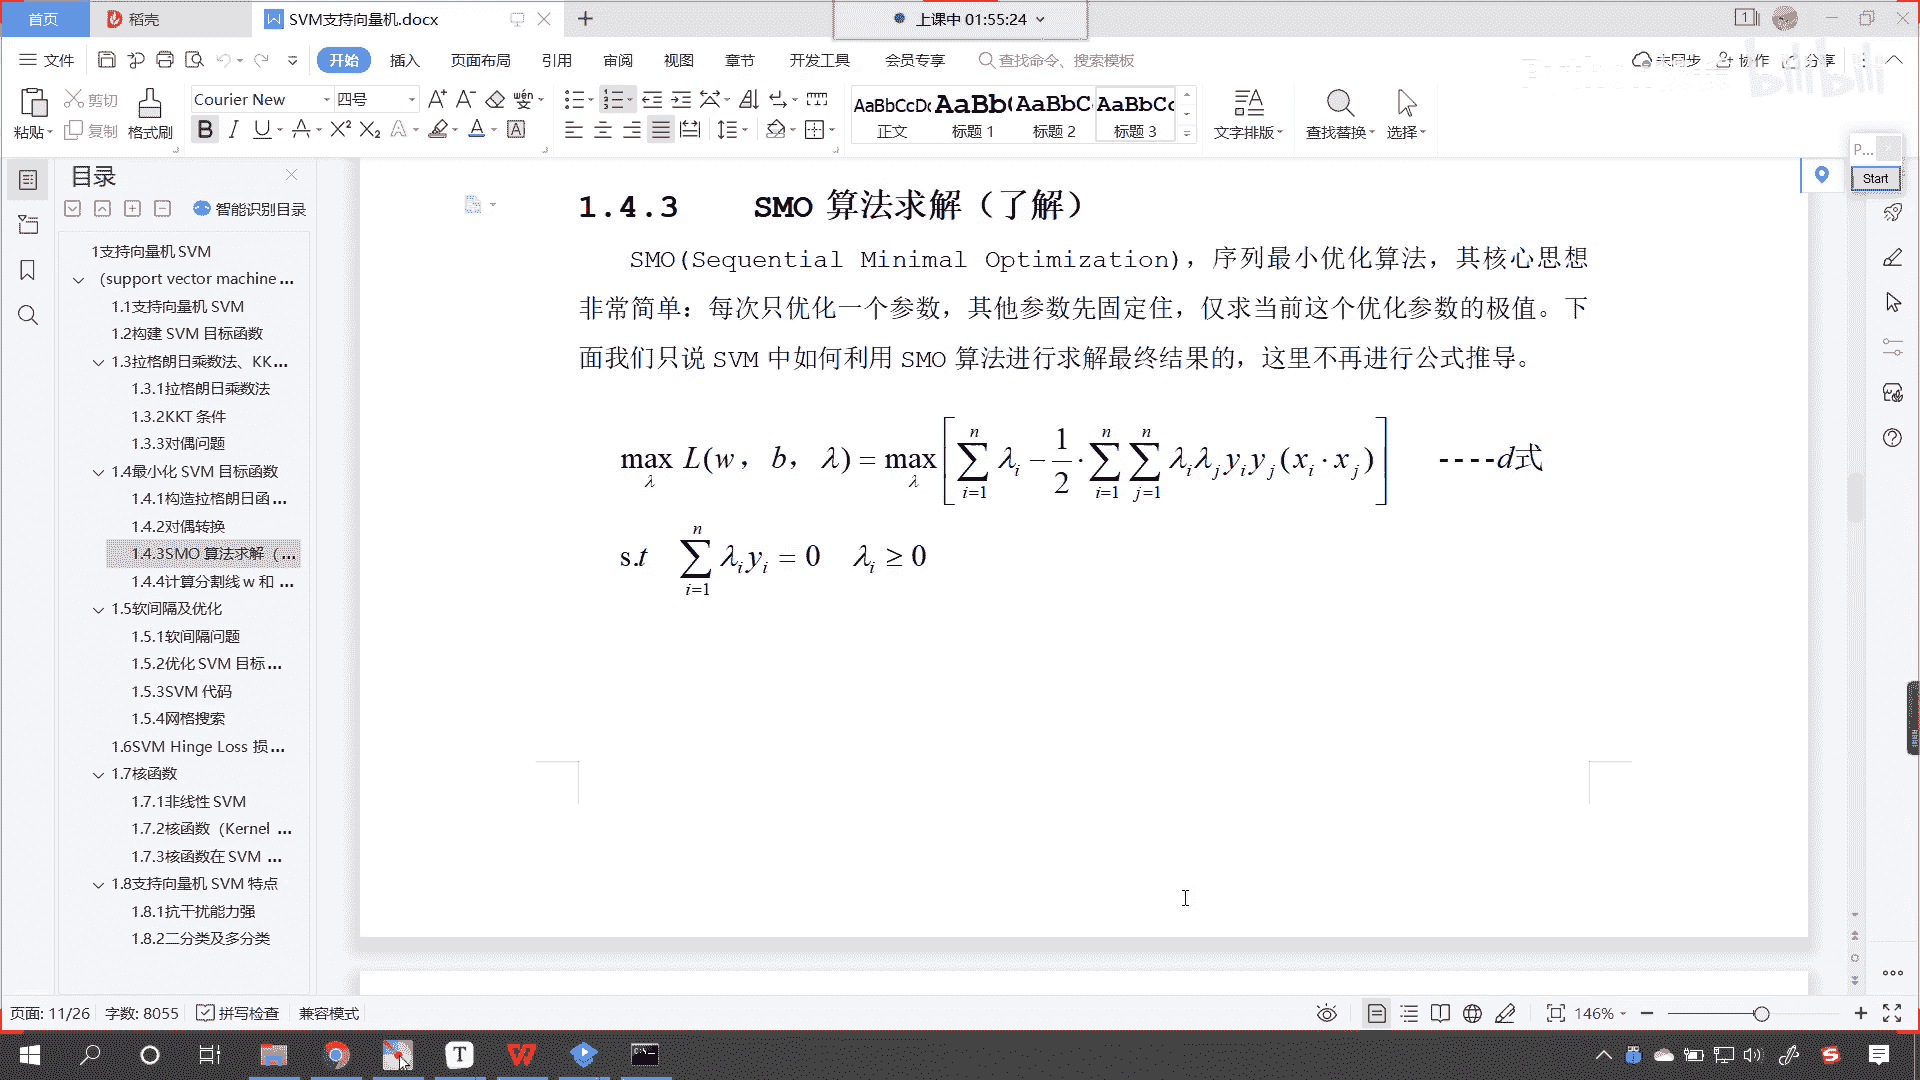 首页
稻壳
SVM支持向量机.docx
上课中 01:55:24
文件
开始
插入
页面布局
引用
审阅
视图
章节
开发工具
会员专享
查找命令、搜索模板
未同步
协作
分享
bilibili
粘贴
剪切
复制
格式刷
Courier New
四号
AaBbCcDc
正文
AaBb(
标题 1
AaBbC
标题 2
AaBbCc
标题 3
文字排版
查找替换
选择
P...
Start
目录
智能识别目录
1支持向量机 SVM
(support vector machine ...
1.1支持向量机 SVM
1.2构建 SVM 目标函数
1.3拉格朗日乘数法、KK...
1.3.1拉格朗日乘数法
1.3.2KKT 条件
1.3.3对偶问题
1.4最小化 SVM 目标函数
1.4.1构造拉格朗日函...
1.4.2对偶转换
1.4.3SMO 算法求解（...
1.4.4计算分割线 w 和 ...
1.5软间隔及优化
1.5.1软间隔问题
1.5.2优化 SVM 目标...
1.5.3SVM 代码
1.5.4网格搜索
1.6SVM Hinge Loss 损...
1.7核函数
1.7.1非线性 SVM
1.7.2核函数（Kernel ...
1.7.3核函数在 SVM ...
1.8支持向量机 SVM 特点
1.8.1抗干扰能力强
1.8.2二分类及多分类
1.4.3 SMO 算法求解（了解）
SMO(Sequential Minimal Optimization)，序列最小优化算法，其核心思想
非常简单：每次只优化一个参数，其他参数先固定住，仅求当前这个优化参数的极值。下
面我们只说 SVM 中如何利用 SMO 算法进行求解最终结果的，这里不再进行公式推导。
max_λ L(w，b，λ) = max_λ [ ∑_{i=1}^{n} λ_i − 1/2 · ∑_{i=1}^{n} ∑_{j=1}^{n} λ_i λ_j y_i y_j (x_i · x_j) ] ----d式
s.t ∑_{i=1}^{n} λ_i y_i = 0 λ_i ≥ 0
页面: 11/26
字数: 8055
拼写检查
兼容模式
146%